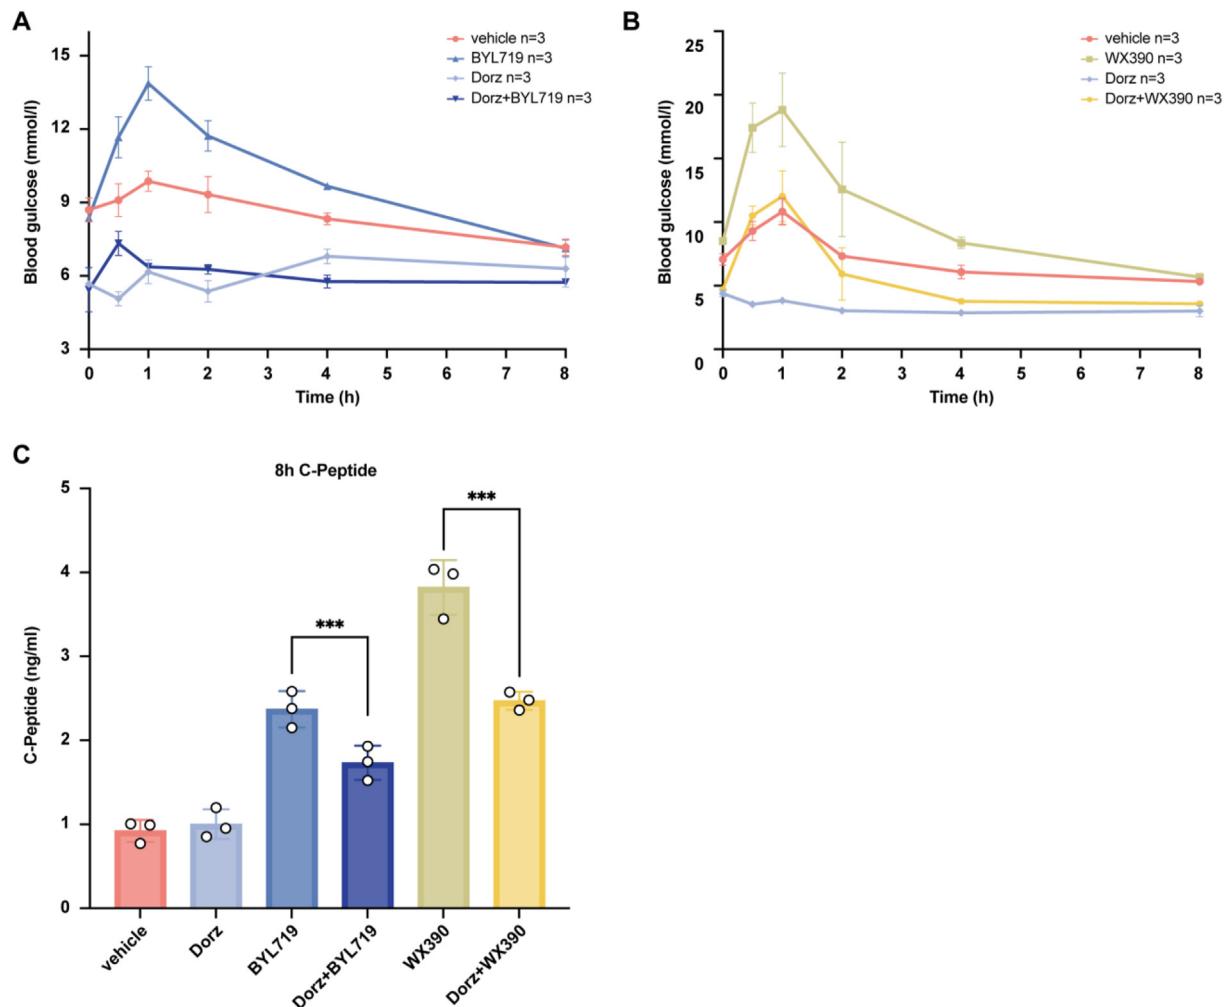 A
Blood gulcose (mmol/l)
15
12
9
6
3
0 1 2 3 4 5 6 7 8
Time (h)
vehicle n=3
BYL719 n=3
Dorz n=3
Dorz+BYL719 n=3
B
Blood gulcose (mmol/l)
25
20
15
10
5
0
0 1 2 3 4 5 6 7 8
Time (h)
vehicle n=3
WX390 n=3
Dorz n=3
Dorz+WX390 n=3
C
8h C-Peptide
C-Peptide (ng/ml)
5
4
3
2
1
0
***
***
vehicle
Dorz
BYL719
Dorz+BYL719
WX390
Dorz+WX390